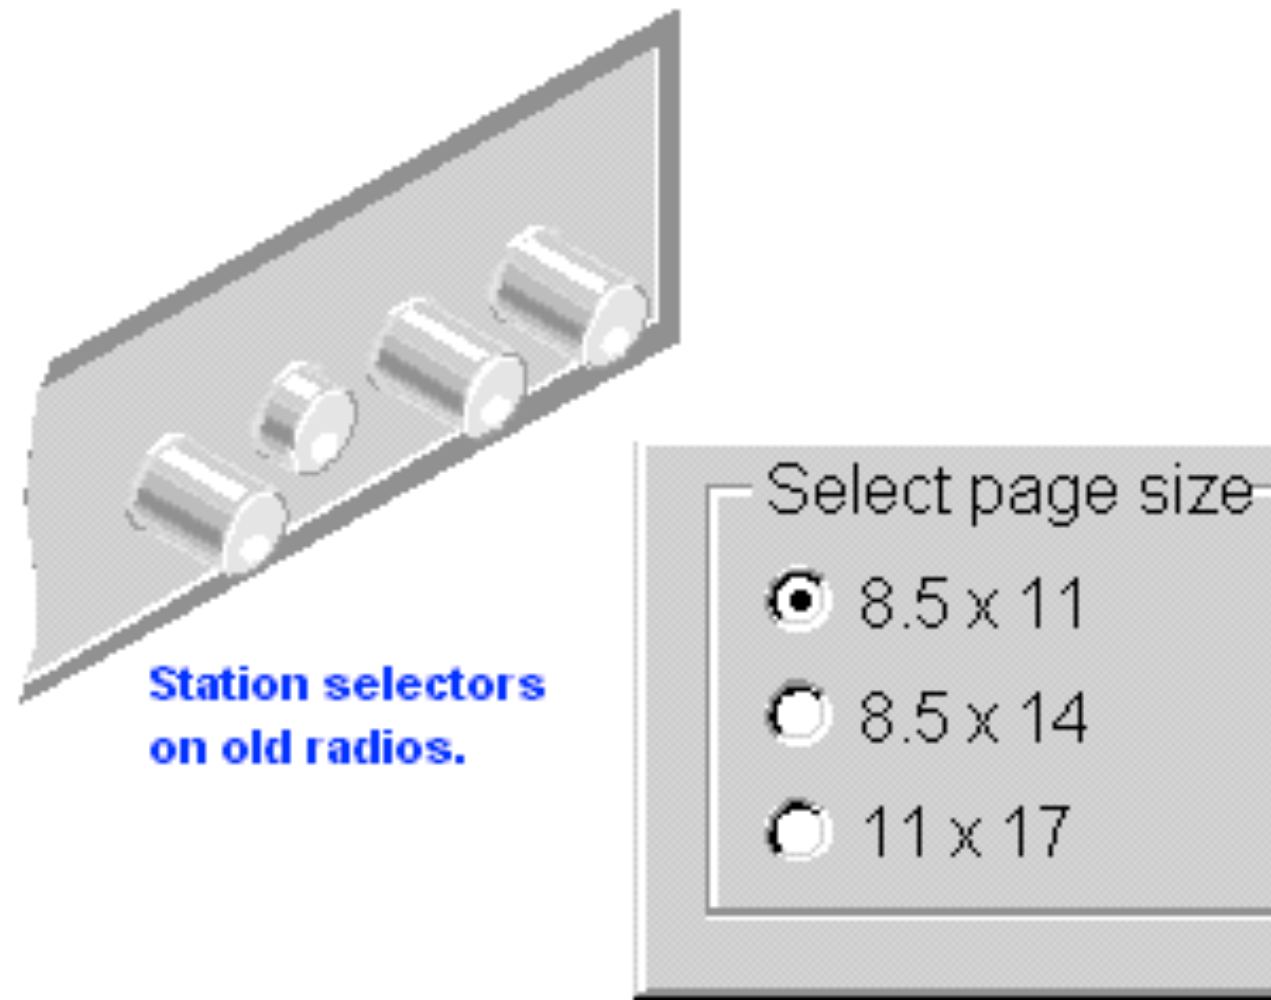 Station selectors
on old radios.
Select page size
8.5 x 11
8.5 x 14
11 x 17